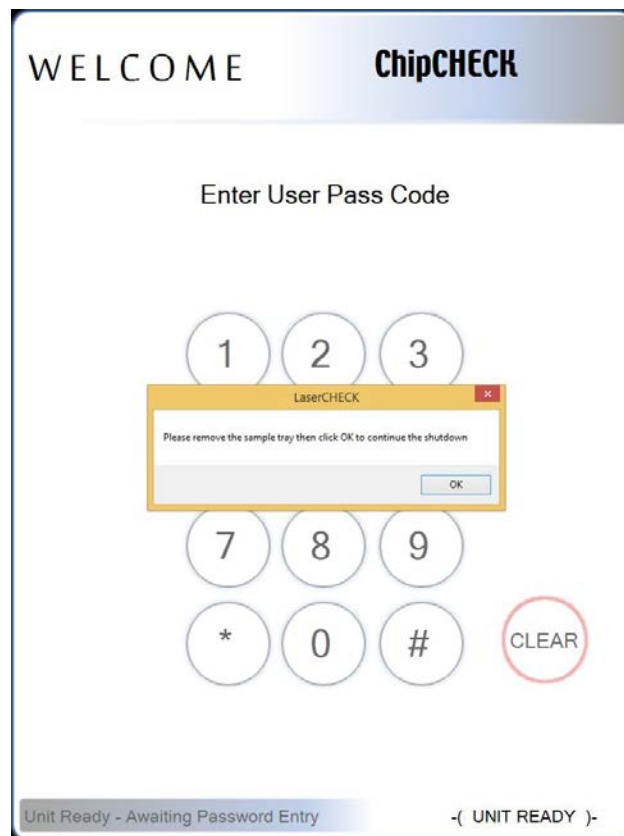 WELCOME ChipCHECK
Enter User Pass Code
1 2 3
LaserCHECK
Please remove the sample tray then click OK to continue the shutdown
OK
7 8 9
* 0 # CLEAR
Unit Ready - Awaiting Password Entry -( UNIT READY )-